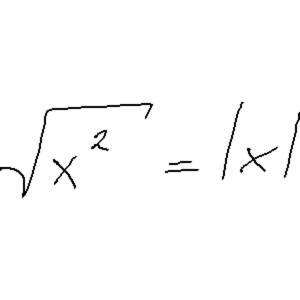 √x² = |x|